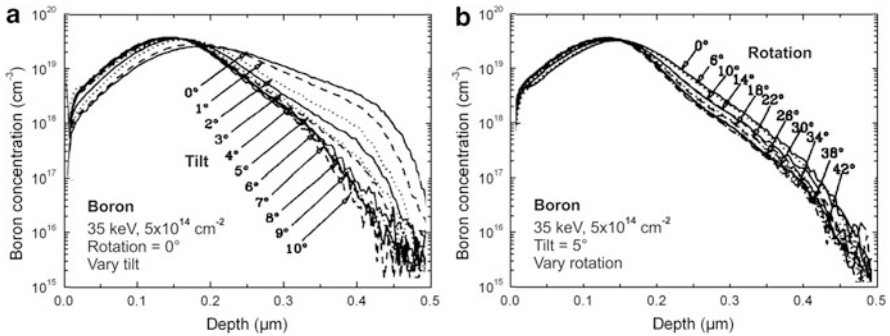 a
Boron concentration (cm⁻³)
10²⁰
10¹⁹
10¹⁸
10¹⁷
10¹⁶
10¹⁵
0°
1°
2°
3°
4°
5°
6°
7°
8°
9°
10°
Tilt
Boron
35 keV, 5x10¹⁴ cm⁻²
Rotation = 0°
Vary tilt
0.0 0.1 0.2 0.3 0.4 0.5
Depth (µm)
b
Boron concentration (cm⁻³)
10²⁰
10¹⁹
10¹⁸
10¹⁷
10¹⁶
10¹⁵
Rotation
0°
6°
10°
14°
18°
22°
26°
30°
34°
38°
42°
Boron
35 keV, 5x10¹⁴ cm⁻²
Tilt = 5°
Vary rotation
0.0 0.1 0.2 0.3 0.4 0.5
Depth (µm)